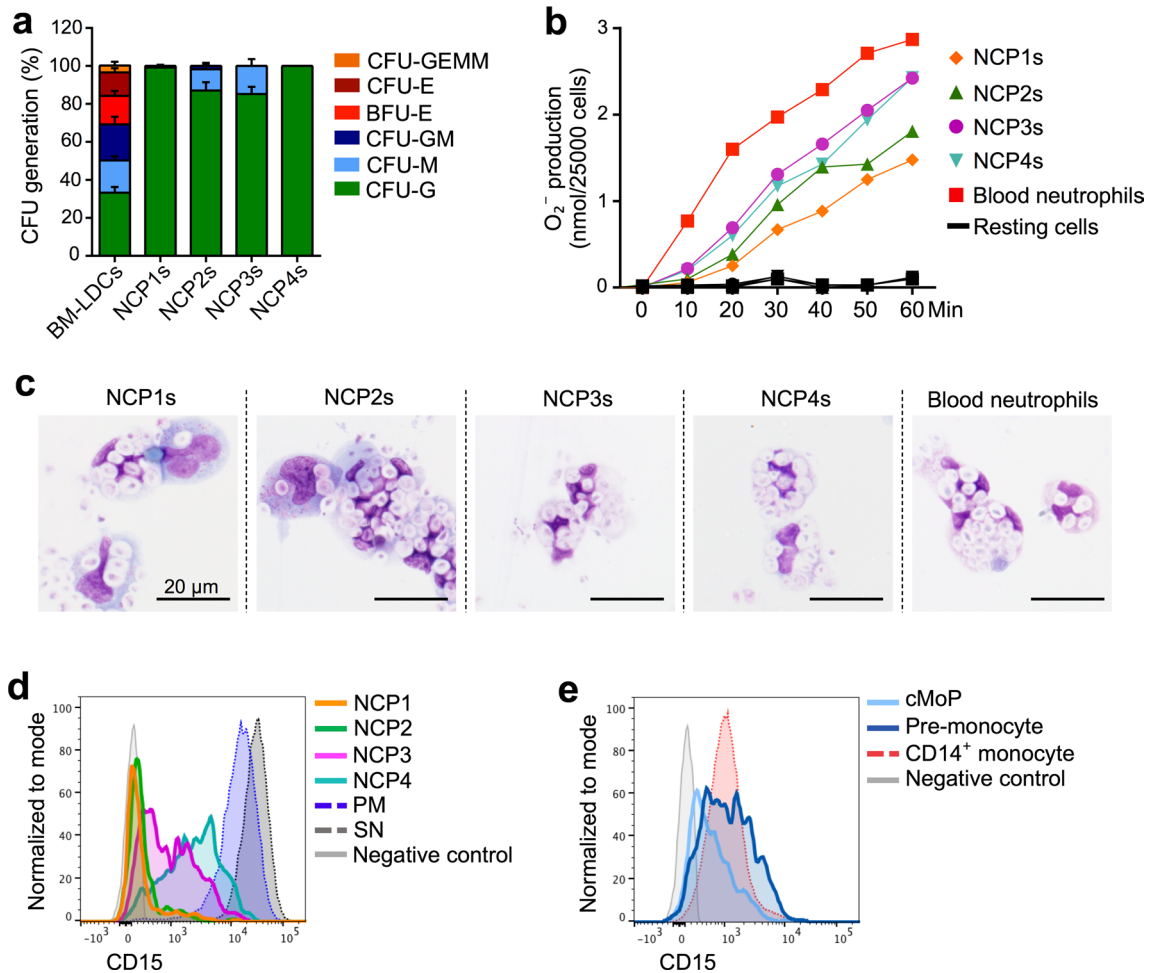 a
CFU generation (%)
120
100
80
60
40
20
0
BM-LDCs
NCP1s
NCP2s
NCP3s
NCP4s
CFU-GEMM
CFU-E
BFU-E
CFU-GM
CFU-M
CFU-G
b
O₂⁻ production
(nmol/25000 cells)
3
2
1
0
0 10 20 30 40 50 60 Min
NCP1s
NCP2s
NCP3s
NCP4s
Blood neutrophils
Resting cells
c
NCP1s NCP2s NCP3s NCP4s Blood neutrophils
20 µm
d
Normalized to mode
100
80
60
40
20
0
-10³ 0 10³ 10⁴ 10⁵
CD15
NCP1
NCP2
NCP3
NCP4
PM
SN
Negative control
e
Normalized to mode
100
80
60
40
20
0
-10³ 0 10³ 10⁴ 10⁵
CD15
cMoP
Pre-monocyte
CD14⁺ monocyte
Negative control